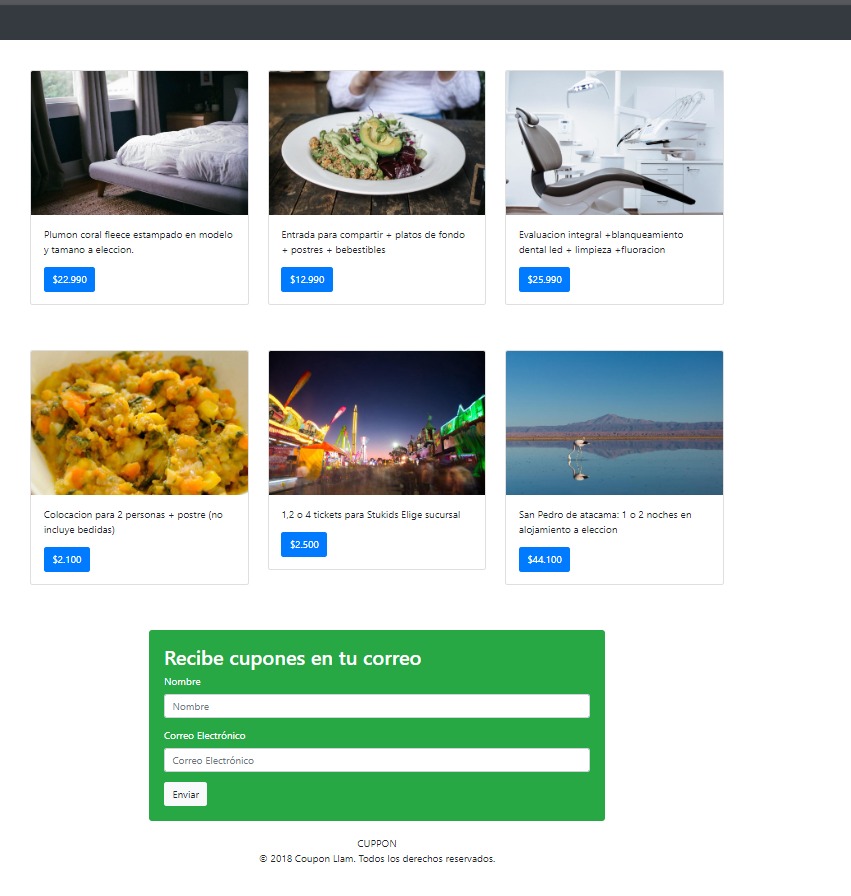 Plumon coral fleece estampado en modelo
y tamano a eleccion.
$22.990
Entrada para compartir + platos de fondo
+ postres + bebestibles
$12.990
Evaluacion integral +blanqueamiento
dental led + limpieza +fluoracion
$25.990
Colocacion para 2 personas + postre (no
incluye bedidas)
$2.100
1,2 o 4 tickets para Stukids Elige sucursal
$2.500
San Pedro de atacama: 1 o 2 noches en
alojamiento a eleccion
$44.100
Recibe cupones en tu correo
Nombre
Nombre
Correo Electrónico
Correo Electrónico
Enviar
CUPPON
© 2018 Coupon Llam. Todos los derechos reservados.